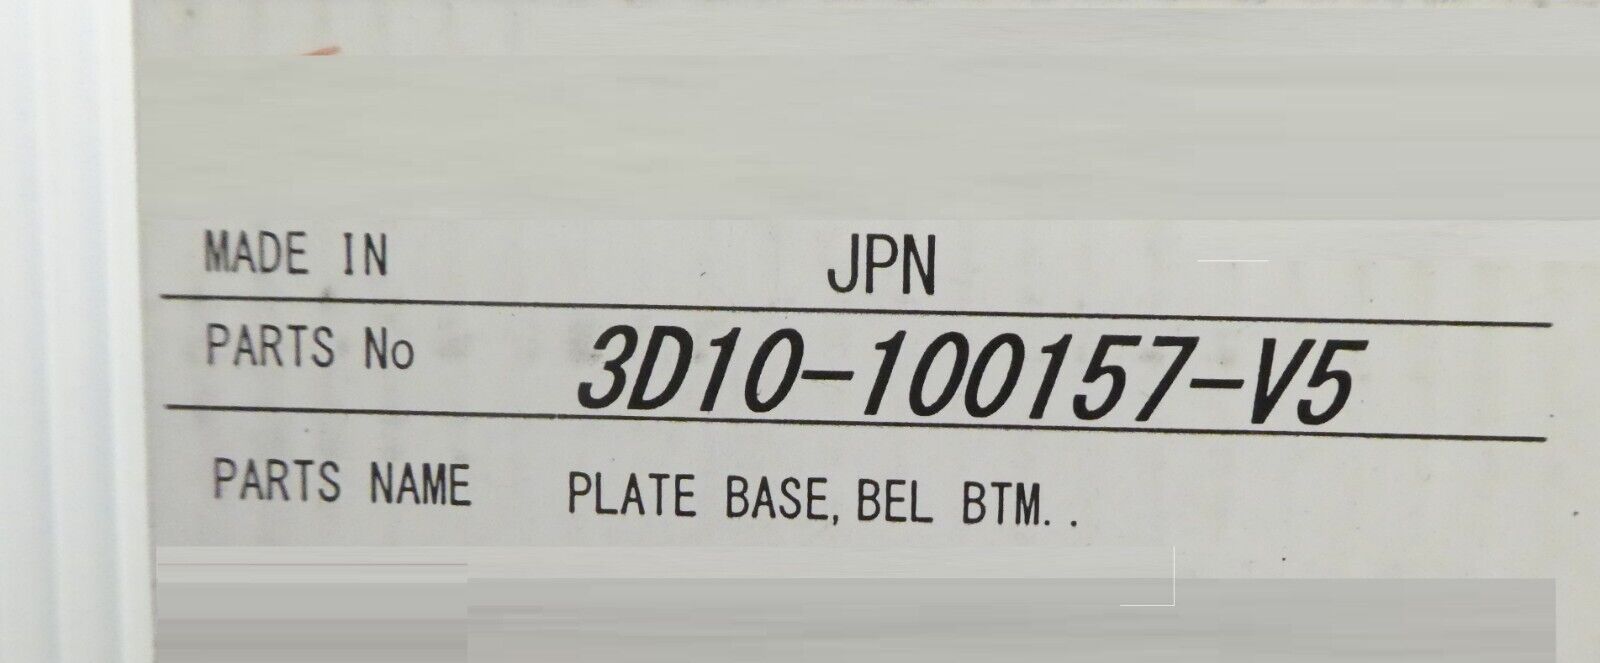 MADE IN JPN
PARTS No 3D10-100157-V5
PARTS NAME PLATE BASE, BEL BTM. .